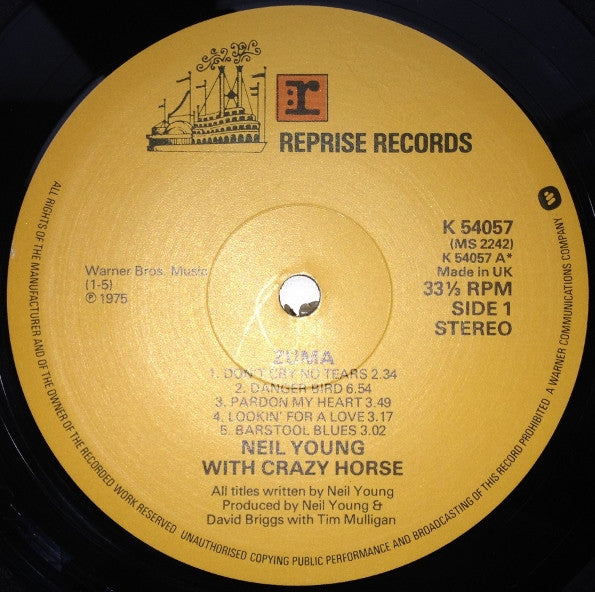 :r
REPRISE RECORDS
K 54057
(MS 2242)
K 54057 A*
Made in UK
33⅓ RPM
SIDE 1
STEREO
Warner Bros. Music
(1-5)
℗ 1975
ZUMA
1. DON'T CRY NO TEARS 2.34
2. DANGER BIRD 6.54
3. PARDON MY HEART 3.49
4. LOOKIN' FOR A LOVE 3.17
5. BARSTOOL BLUES 3.02
NEIL YOUNG
WITH CRAZY HORSE
All titles written by Neil Young
Produced by Neil Young &
David Briggs with Tim Mulligan
ALL RIGHTS OF THE MANUFACTURER AND OF THE OWNER OF THE RECORDED WORK RESERVED UNAUTHORISED COPYING PUBLIC PERFORMANCE AND BROADCASTING OF THIS RECORD PROHIBITED A WARNER COMMUNICATIONS COMPANY